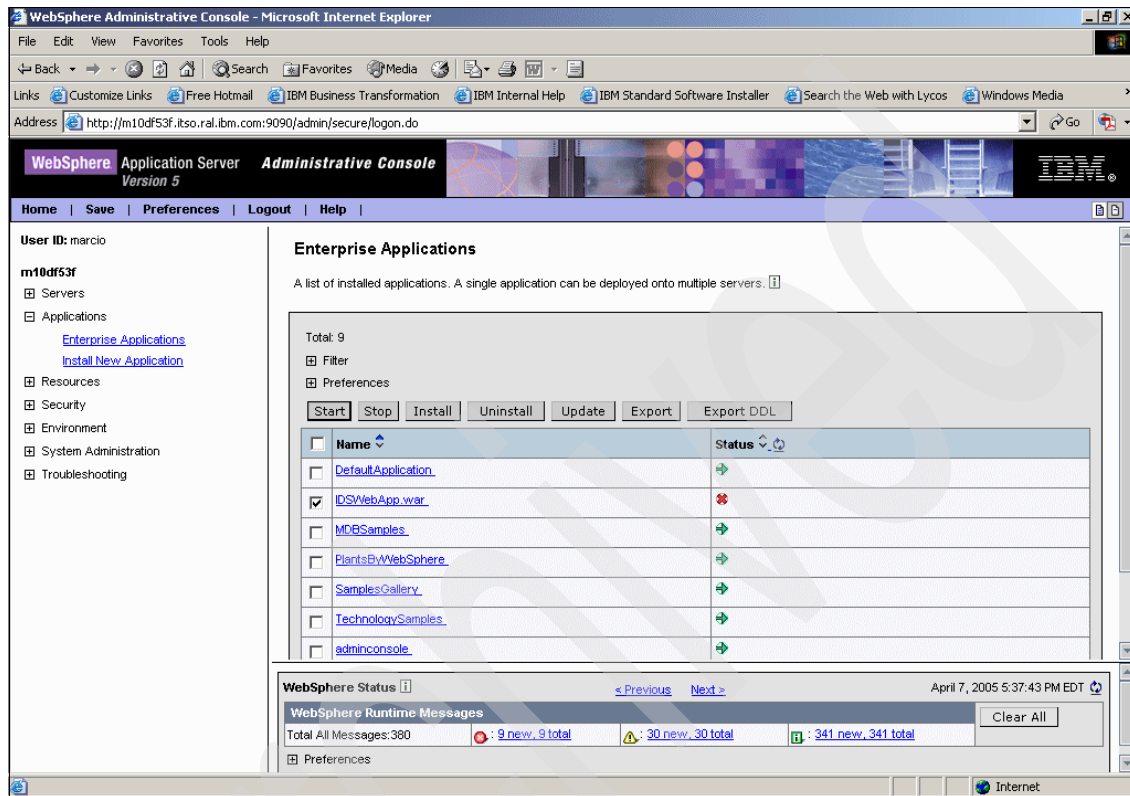 WebSphere Administrative Console - Microsoft Internet Explorer
File Edit View Favorites Tools Help
Back Search Favorites Media
Links Customize Links Free Hotmail IBM Business Transformation IBM Internal Help IBM Standard Software Installer Search the Web with Lycos Windows Media
Address http://m10df53f.itso.ral.ibm.com:9090/admin/secure/logon.do Go
WebSphere Application Server Administrative Console
Version 5
IBM
Home | Save | Preferences | Logout | Help |
User ID: marcio
m10df53f
Servers
Applications
Enterprise Applications
Install New Application
Resources
Security
Environment
System Administration
Troubleshooting
Enterprise Applications
A list of installed applications. A single application can be deployed onto multiple servers.
Total: 9
Filter
Preferences
Start Stop Install Uninstall Update Export Export DDL
Name Status
DefaultApplication
IDSWebApp.war
MDBSamples
PlantsByWebSphere
SamplesGallery
TechnologySamples
adminconsole
WebSphere Status < Previous Next > April 7, 2005 5:37:43 PM EDT
WebSphere Runtime Messages
Clear All
Total All Messages:380 : 9 new, 9 total : 30 new, 30 total : 341 new, 341 total
Preferences
Internet